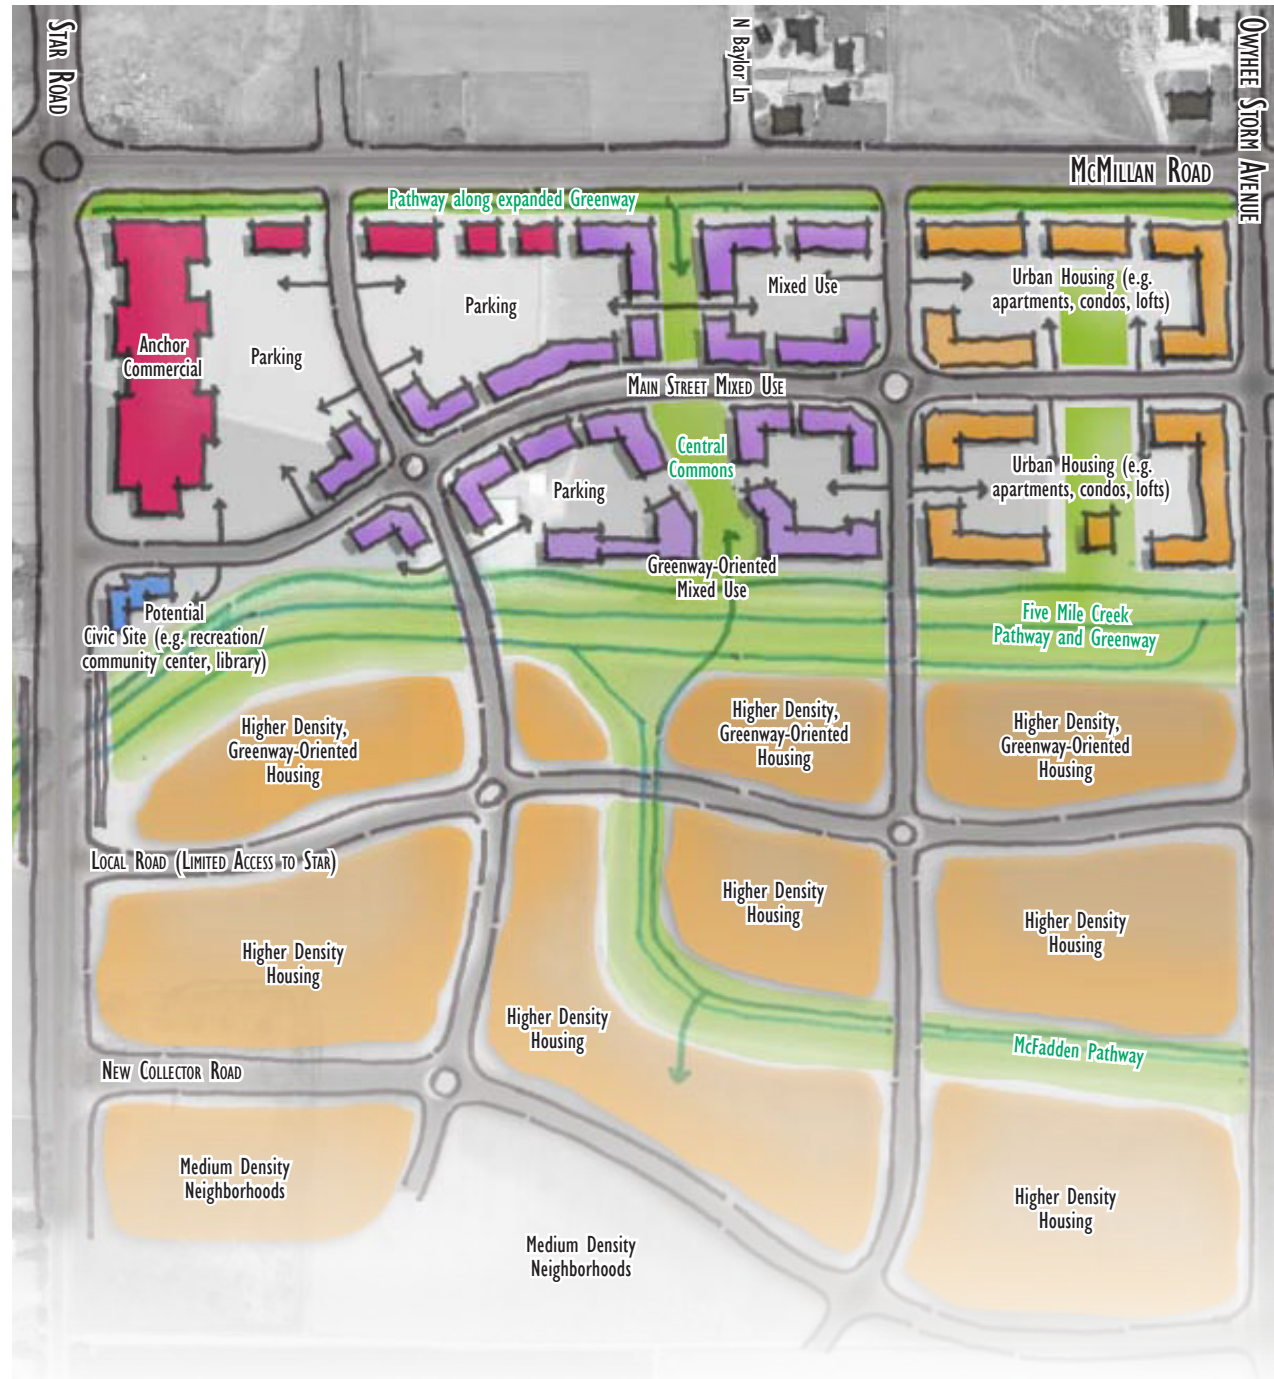 Star Road
N Baylor Ln
Owyhee Storm Avenue
McMillan Road
Pathway along expanded Greenway
Mixed Use
Urban Housing (e.g.
apartments, condos, lofts)
Parking
Anchor
Commercial
Parking
Main Street Mixed Use
Central
Commons
Urban Housing (e.g.
apartments, condos, lofts)
Parking
Greenway-Oriented
Mixed Use
Potential
Civic Site (e.g. recreation/
community center, library)
Five Mile Creek
Pathway and Greenway
Higher Density,
Greenway-Oriented
Housing
Higher Density,
Greenway-Oriented
Housing
Higher Density,
Greenway-Oriented
Housing
Local Road (Limited Access to Star)
Higher Density
Housing
Higher Density
Housing
Higher Density
Housing
Higher Density
Housing
McFadden Pathway
New Collector Road
Medium Density
Neighborhoods
Higher Density
Housing
Medium Density
Neighborhoods